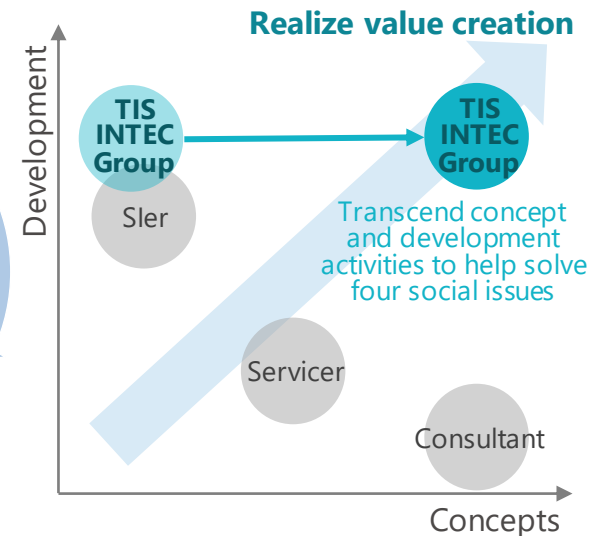 Realize value creation
Development
TIS
INTEC
Group
TIS
INTEC
Group
SIer
Transcend concept
and development
activities to help solve
four social issues
Servicer
Consultant
Concepts